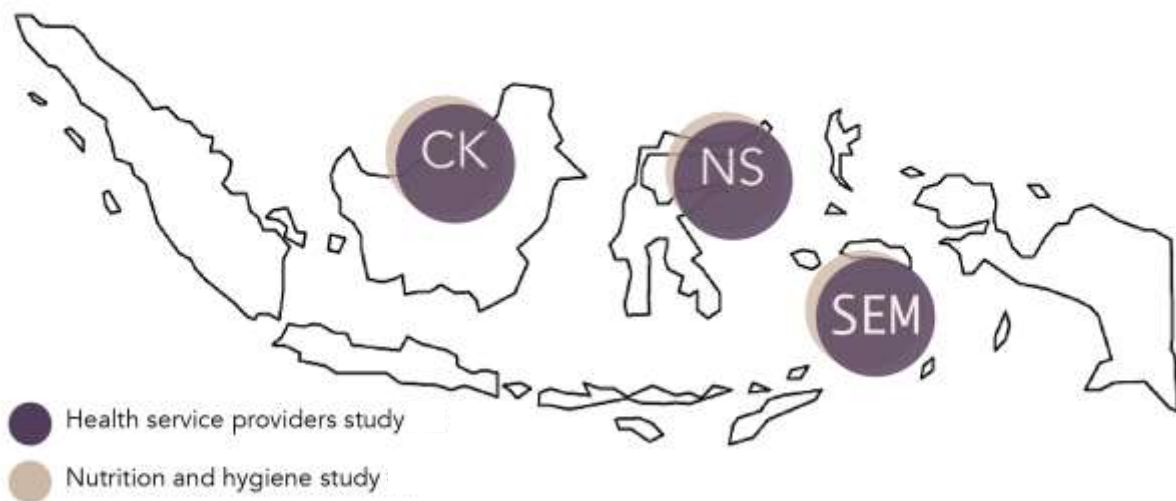 CK
NS
SEM
Health service providers study
Nutrition and hygiene study